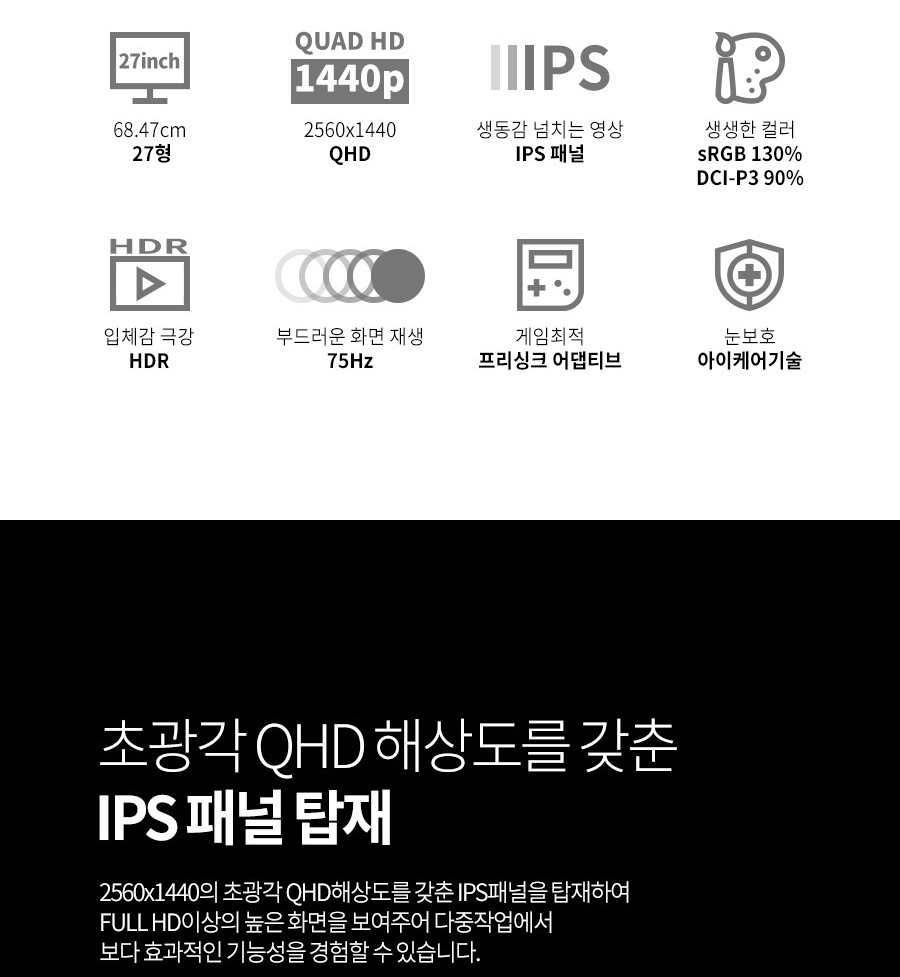 27inch
68.47cm
27형
QUAD HD
1440p
2560x1440
QHD
IPS
생동감 넘치는 영상
IPS 패널
생생한 컬러
sRGB 130%
DCI-P3 90%
HDR
입체감 극강
HDR
부드러운 화면 재생
75Hz
게임최적
프리싱크 어댑티브
눈보호
아이케어기술
초광각 QHD 해상도를 갖춘
IPS 패널 탑재
2560x1440의 초광각 QHD해상도를 갖춘 IPS패널을 탑재하여
FULL HD이상의 높은 화면을 보여주어 다중작업에서
보다 효과적인 기능성을 경험할 수 있습니다.